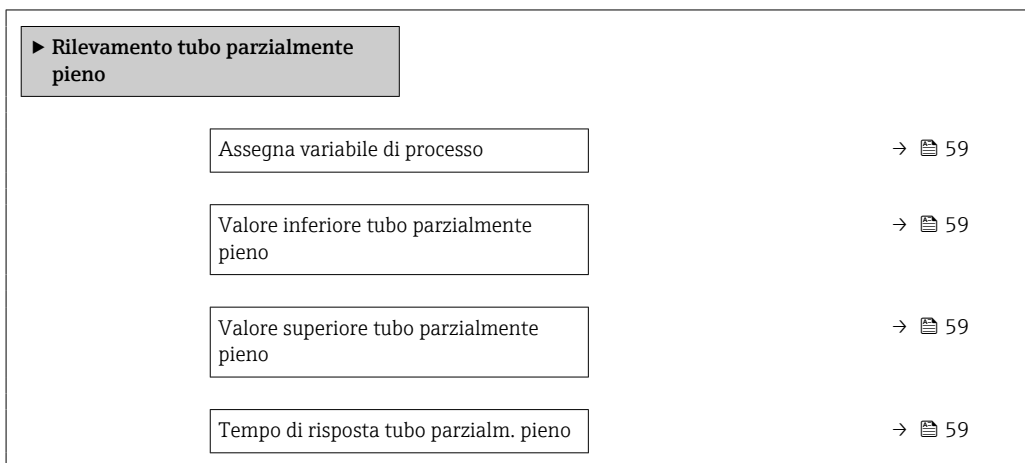 ▶ Rilevamento tubo parzialmente
pieno
Assegna variabile di processo → 59
Valore inferiore tubo parzialmente → 59
pieno
Valore superiore tubo parzialmente → 59
pieno
Tempo di risposta tubo parzialm. pieno → 59